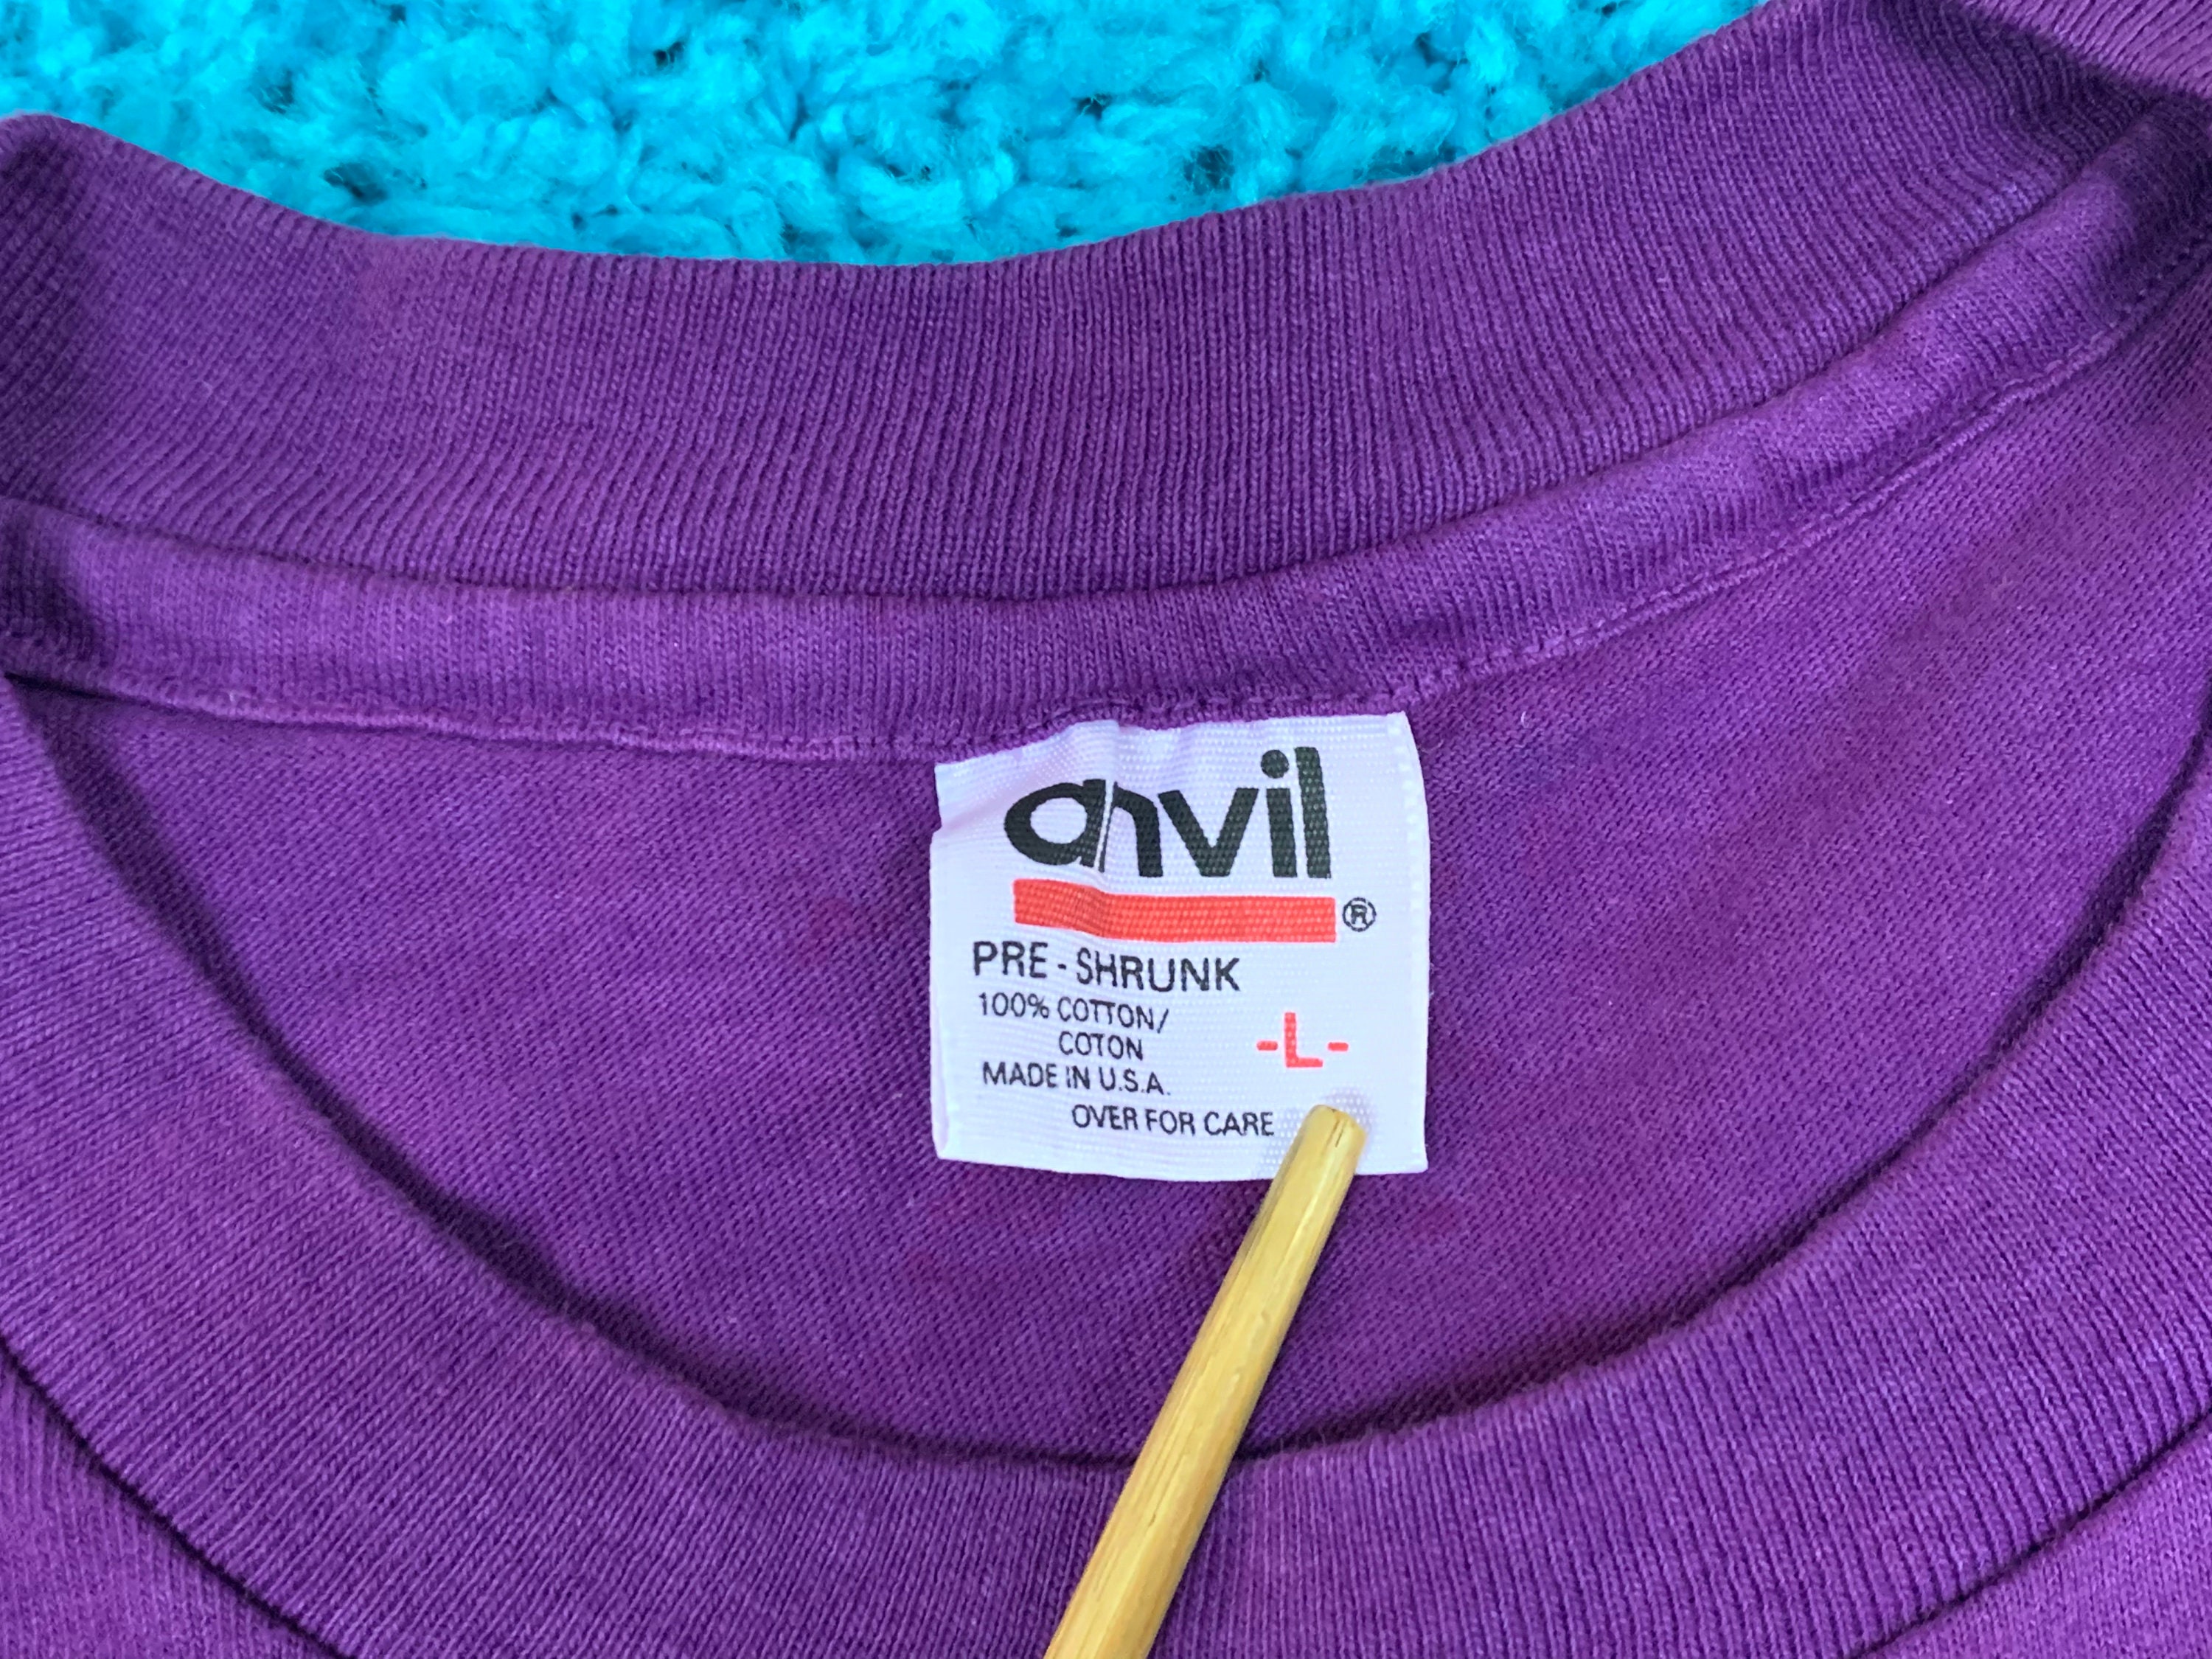 anvil
®
PRE - SHRUNK
100% COTTON/
COTON
-L-
MADE IN U.S.A.
OVER FOR CARE